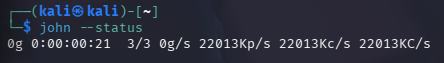 ┌──(kali㉿kali)-[~]
└─$ john --status
0g 0:00:00:21  3/3 0g/s 22013Kp/s 22013Kc/s 22013KC/s